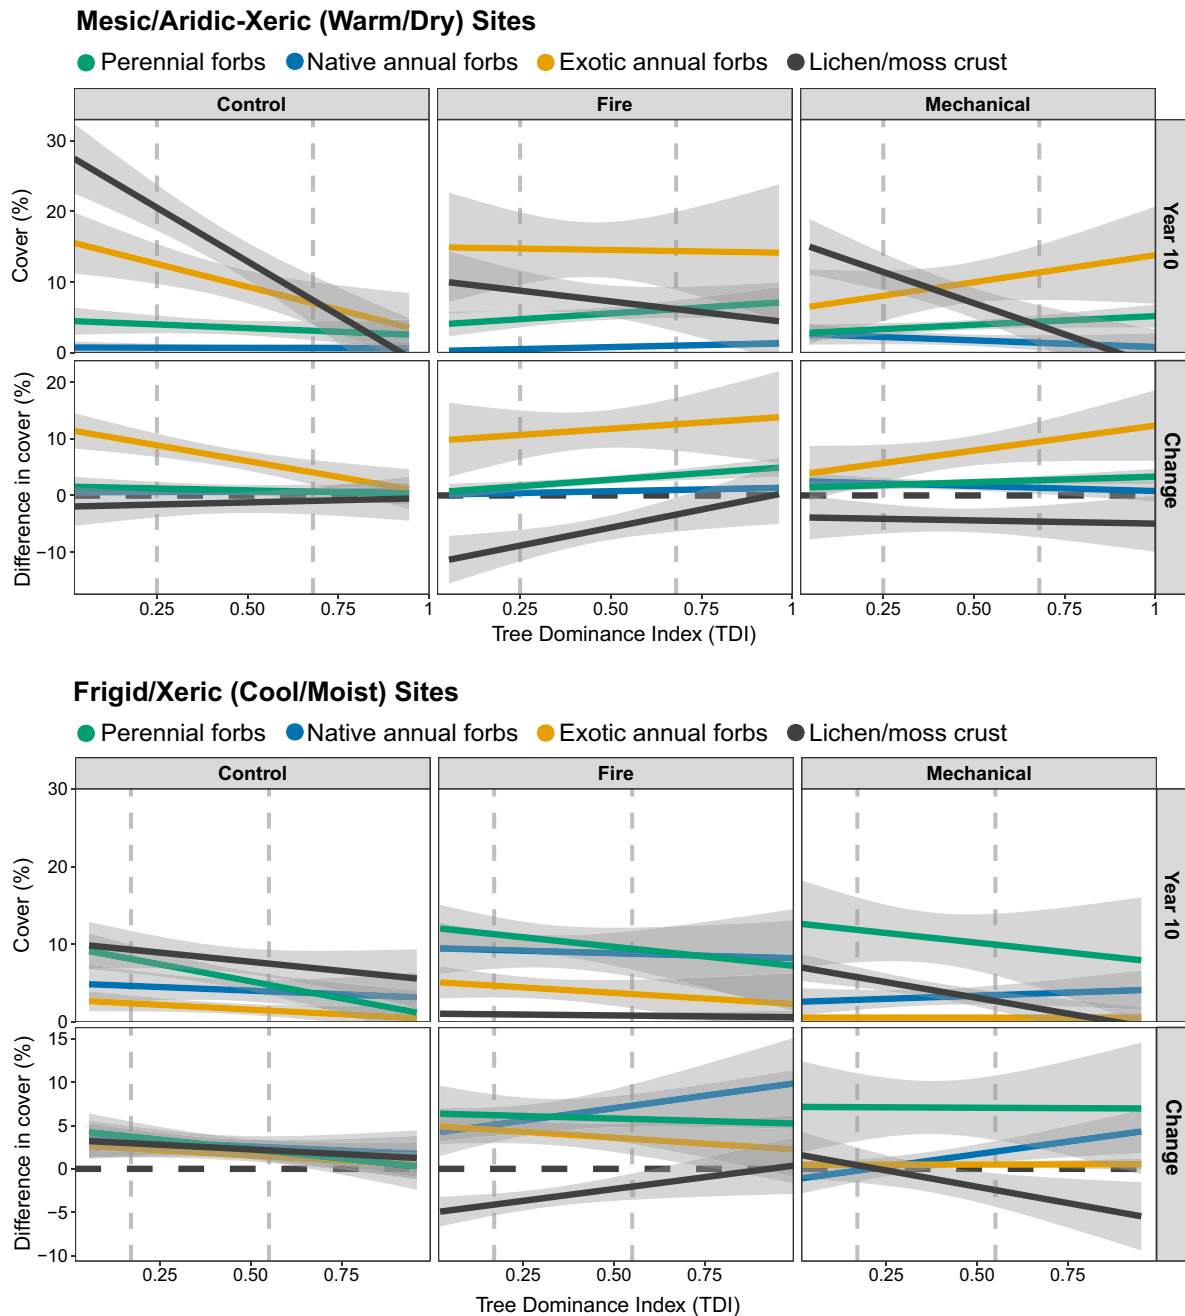 Mesic/Aridic-Xeric (Warm/Dry) Sites
Perennial forbs Native annual forbs Exotic annual forbs Lichen/moss crust
Control Fire Mechanical
30
20
10
0
Cover (%)
Year 10
20
10
0
−10
Difference in cover (%)
Change
0.25 0.50 0.75 1 0.25 0.50 0.75 1 0.25 0.50 0.75 1
Tree Dominance Index (TDI)
Frigid/Xeric (Cool/Moist) Sites
Perennial forbs Native annual forbs Exotic annual forbs Lichen/moss crust
Control Fire Mechanical
30
20
10
0
Cover (%)
Year 10
15
10
5
0
−5
−10
Difference in cover (%)
Change
0.25 0.50 0.75 0.25 0.50 0.75 0.25 0.50 0.75
Tree Dominance Index (TDI)